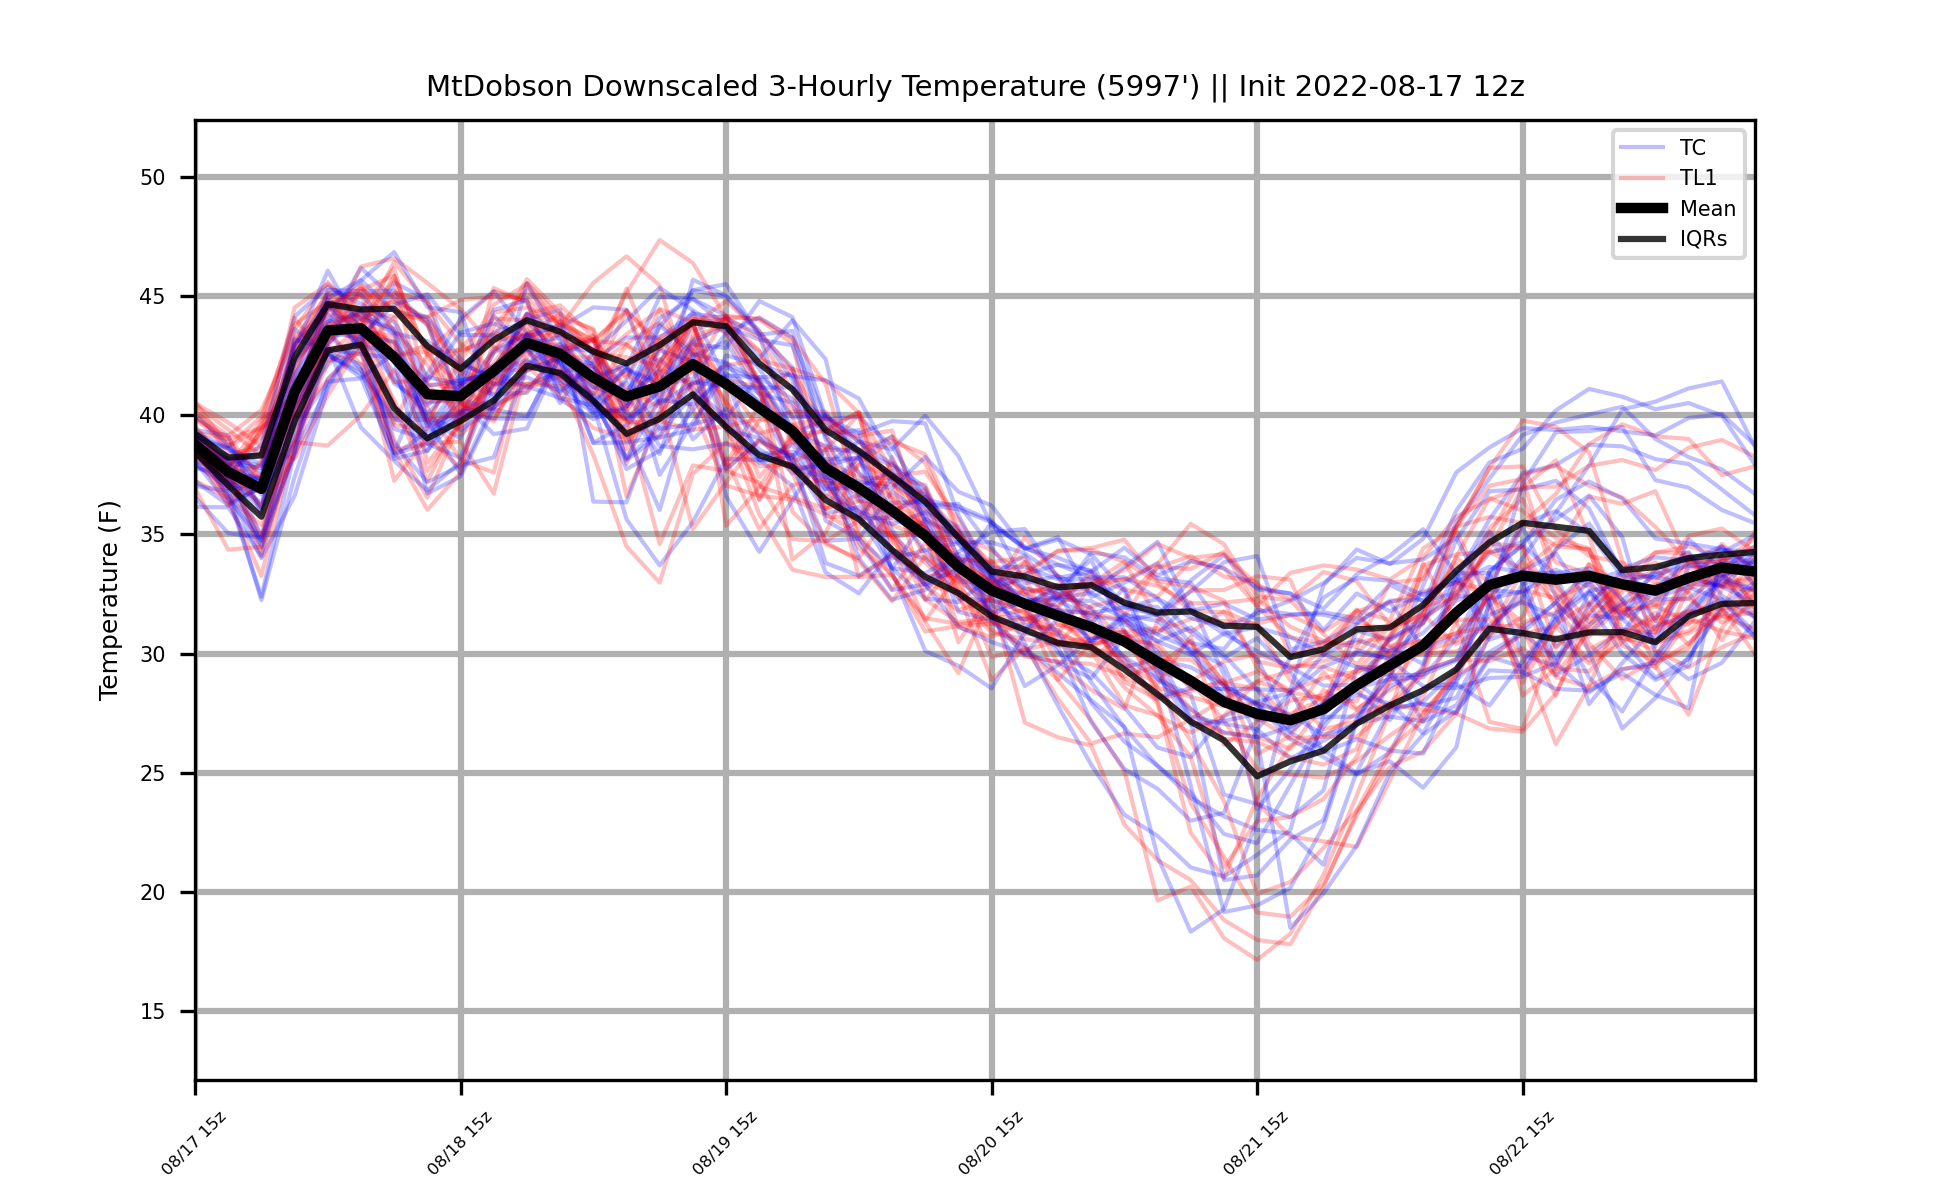 MtDobson Downscaled 3-Hourly Temperature (5997') || Init 2022-08-17 12z
TC
TL1
Mean
IQRs
Temperature (F)
50
45
40
35
30
25
20
15
08/17 15z
08/18 15z
08/19 15z
08/20 15z
08/21 15z
08/22 15z